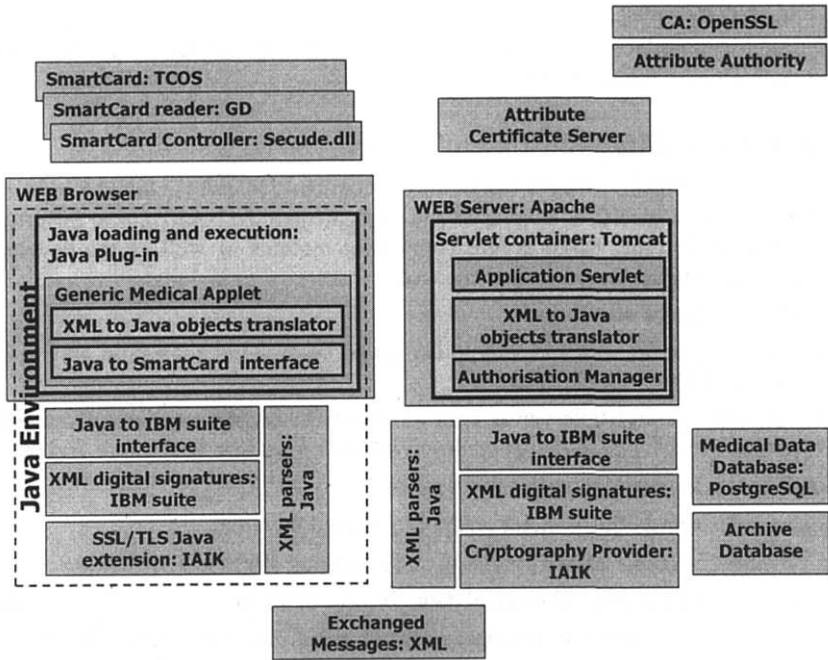 CA: OpenSSL
Attribute Authority
SmartCard: TCOS
SmartCard reader: GD
SmartCard Controller: Secude.dll
Attribute
Certificate Server
WEB Browser
Java loading and execution:
Java Plug-in
Generic Medical Applet
XML to Java objects translator
Java to SmartCard interface
Java Environment
Java to IBM suite
interface
XML digital signatures:
IBM suite
SSL/TLS Java
extension: IAIK
XML parsers:
Java
WEB Server: Apache
Servlet container: Tomcat
Application Servlet
XML to Java
objects translator
Authorisation Manager
XML parsers:
Java
Java to IBM suite
interface
XML digital signatures:
IBM suite
Cryptography Provider:
IAIK
Medical Data
Database:
PostgreSQL
Archive
Database
Exchanged
Messages: XML